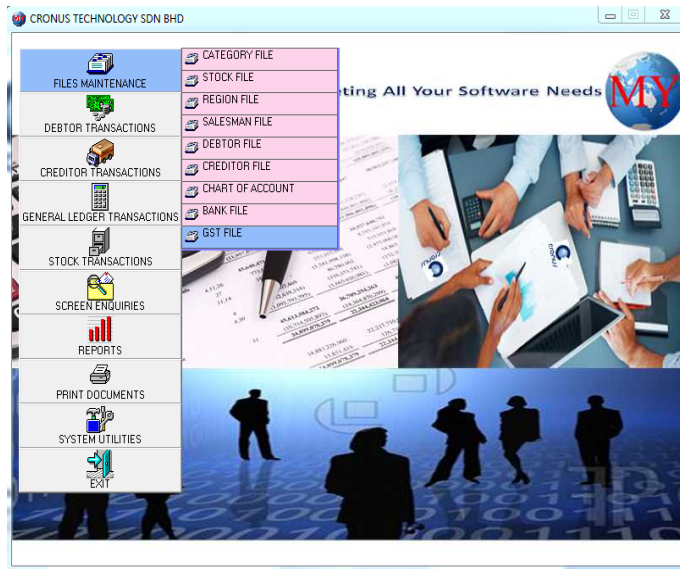 CRONUS TECHNOLOGY SDN BHD
FILES MAINTENANCE
DEBTOR TRANSACTIONS
CREDITOR TRANSACTIONS
GENERAL LEDGER TRANSACTIONS
STOCK TRANSACTIONS
SCREEN ENQUIRIES
REPORTS
PRINT DOCUMENTS
SYSTEM UTILITIES
EXIT
CATEGORY FILE
STOCK FILE
REGION FILE
SALESMAN FILE
DEBTOR FILE
CREDITOR FILE
CHART OF ACCOUNT
BANK FILE
GST FILE
eting All Your Software Needs
MY
cronus